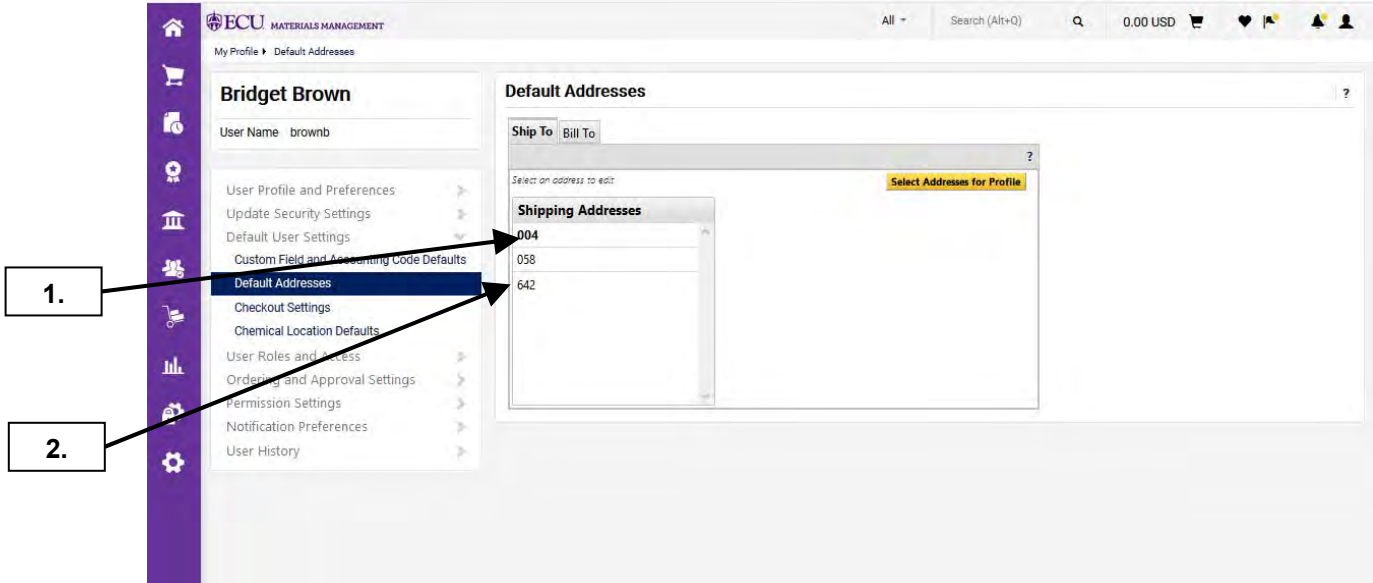 ECU MATERIALS MANAGEMENT
All Search (Alt+Q) 0.00 USD
My Profile Default Addresses
Bridget Brown
User Name brownb
User Profile and Preferences
Update Security Settings
Default User Settings
Custom Field and Accounting Code Defaults
Default Addresses
Checkout Settings
Chemical Location Defaults
User Roles and Access
Ordering and Approval Settings
Permission Settings
Notification Preferences
User History
Default Addresses ?
Ship To Bill To
?
Select an address to edit Select Addresses for Profile
Shipping Addresses
004
058
642
1.
2.